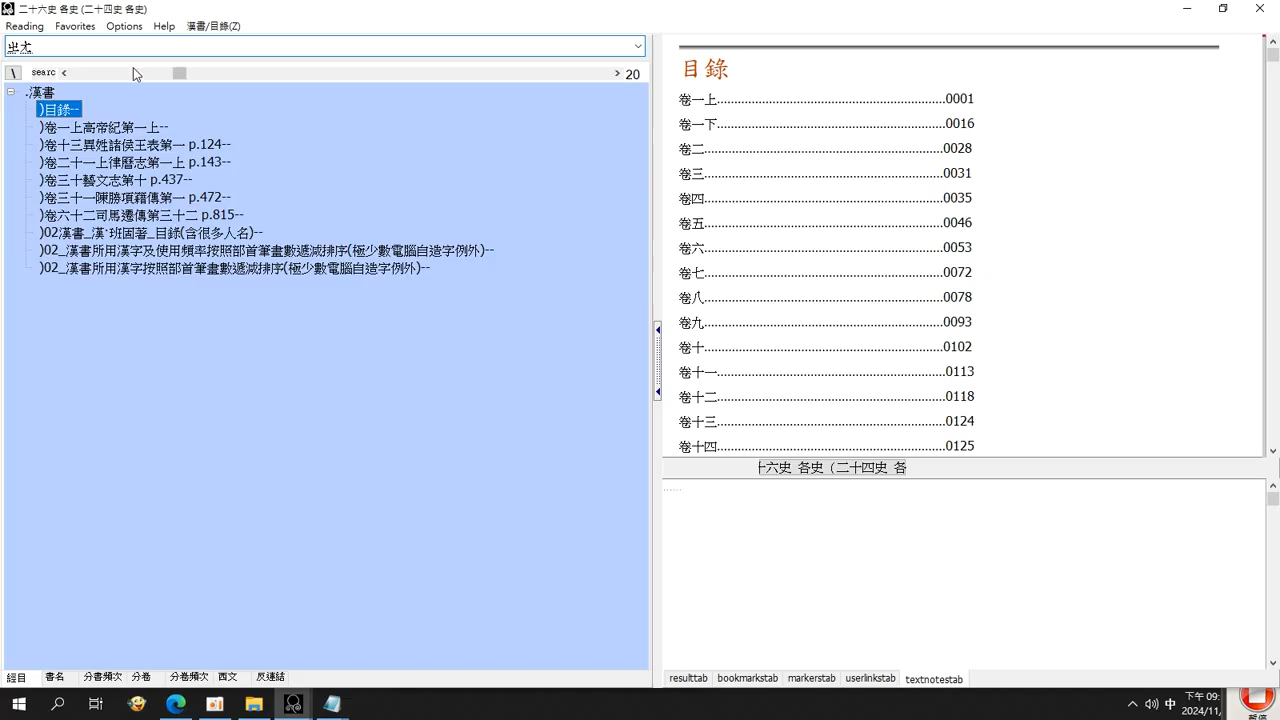 二十六史 各史 (二十四史 各史)
Reading Favorites Options Help 漢書/目錄(Z)
ㄓㄤ
\ searc < > 20
.漢書
)目錄--
)卷一上高帝紀第一上--
)卷十三異姓諸侯王表第一 p.124--
)卷二十一上律曆志第一上 p.143--
)卷三十藝文志第十 p.437--
)卷三十一陳勝項籍傳第一 p.472--
)卷六十二司馬遷傳第三十二 p.815--
)02漢書_漢˙班固著_目錄(含很多人名)--
)02_漢書所用漢字及使用頻率按照部首筆畫數遞減排序(極少數電腦自造字例外)--
)02_漢書所用漢字按照部首筆畫數遞減排序(極少數電腦自造字例外)--
經目 書名 分書頻次 分卷 分卷頻次 西文 反連結
目錄
卷一上.......................................................0001
卷一下.......................................................0016
卷二..........................................................0028
卷三..........................................................0031
卷四..........................................................0035
卷五..........................................................0046
卷六..........................................................0053
卷七..........................................................0072
卷八..........................................................0078
卷九..........................................................0093
卷十..........................................................0102
卷十一.......................................................0113
卷十二.......................................................0118
卷十三.......................................................0124
卷十四.......................................................0125
十六史 各史 (二十四史 各
......
resulttab bookmarkstab markerstab userlinkstab textnotestab
中 下午 09:
2024/11/